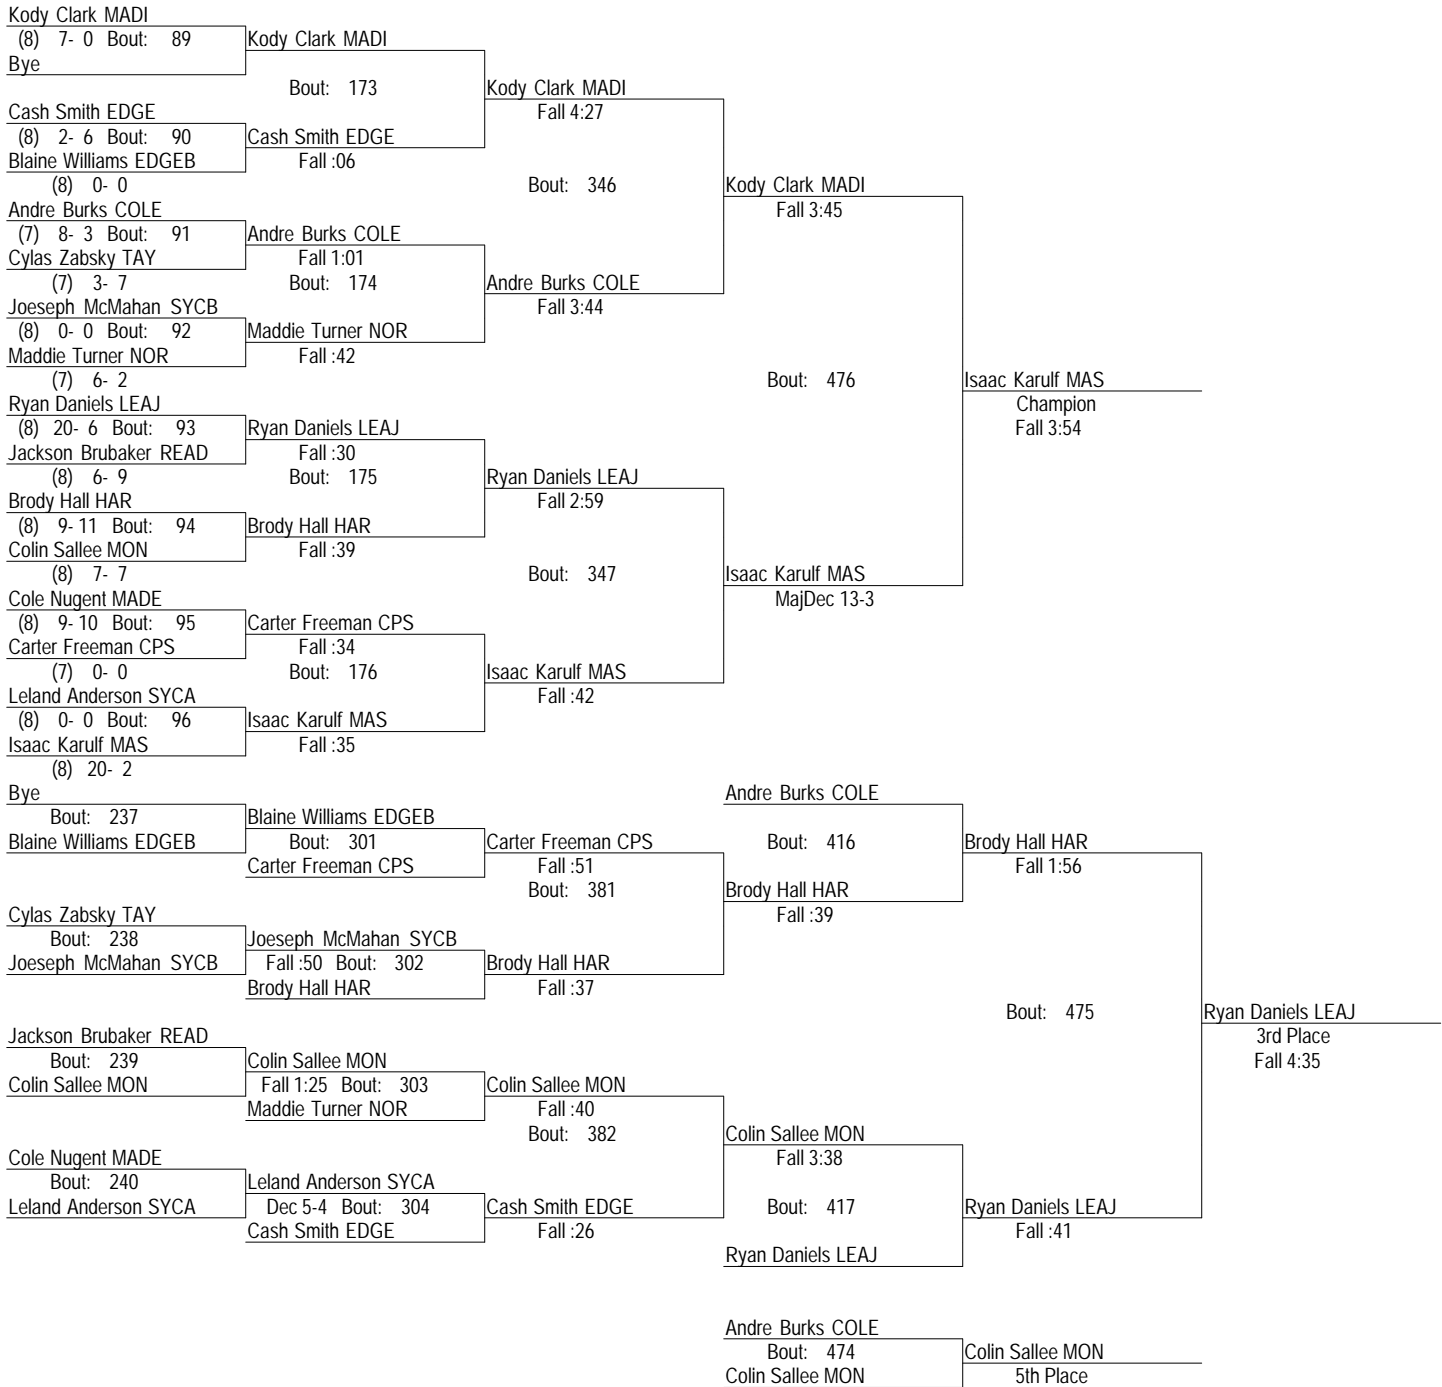 Kody Clark MADI
(8) 7- 0 Bout: 89
Kody Clark MADI
Bye
Bout: 173
Kody Clark MADI
Fall 4:27
Cash Smith EDGE
(8) 2- 6 Bout: 90
Cash Smith EDGE
Blaine Williams EDGEB
Fall :06
(8) 0- 0
Bout: 346
Kody Clark MADI
Fall 3:45
Andre Burks COLE
(7) 8- 3 Bout: 91
Andre Burks COLE
Cylas Zabsky TAY
Fall 1:01
(7) 3- 7
Bout: 174
Andre Burks COLE
Fall 3:44
Joeseph McMahan SYCB
(8) 0- 0 Bout: 92
Maddie Turner NOR
Maddie Turner NOR
Fall :42
(7) 6- 2
Bout: 476
Isaac Karulf MAS
Champion
Fall 3:54
Ryan Daniels LEAJ
(8) 20- 6 Bout: 93
Ryan Daniels LEAJ
Jackson Brubaker READ
Fall :30
(8) 6- 9
Bout: 175
Ryan Daniels LEAJ
Fall 2:59
Brody Hall HAR
(8) 9- 11 Bout: 94
Brody Hall HAR
Colin Sallee MON
Fall :39
(8) 7- 7
Bout: 347
Isaac Karulf MAS
MajDec 13-3
Cole Nugent MADE
(8) 9- 10 Bout: 95
Carter Freeman CPS
Carter Freeman CPS
Fall :34
(7) 0- 0
Bout: 176
Isaac Karulf MAS
Fall :42
Leland Anderson SYCA
(8) 0- 0 Bout: 96
Isaac Karulf MAS
Isaac Karulf MAS
Fall :35
(8) 20- 2
Bye
Bout: 237
Blaine Williams EDGEB
Blaine Williams EDGEB
Bout: 301
Carter Freeman CPS
Carter Freeman CPS
Fall :51
Bout: 381
Andre Burks COLE
Bout: 416
Brody Hall HAR
Fall 1:56
Brody Hall HAR
Fall :39
Cylas Zabsky TAY
Bout: 238
Joeseph McMahan SYCB
Joeseph McMahan SYCB
Fall :50 Bout: 302
Brody Hall HAR
Brody Hall HAR
Fall :37
Bout: 475
Ryan Daniels LEAJ
3rd Place
Fall 4:35
Jackson Brubaker READ
Bout: 239
Colin Sallee MON
Colin Sallee MON
Fall 1:25 Bout: 303
Colin Sallee MON
Maddie Turner NOR
Fall :40
Bout: 382
Colin Sallee MON
Fall 3:38
Cole Nugent MADE
Bout: 240
Leland Anderson SYCA
Leland Anderson SYCA
Dec 5-4 Bout: 304
Cash Smith EDGE
Cash Smith EDGE
Fall :26
Bout: 417
Ryan Daniels LEAJ
Fall :41
Ryan Daniels LEAJ
Andre Burks COLE
Bout: 474
Colin Sallee MON
Colin Sallee MON
5th Place